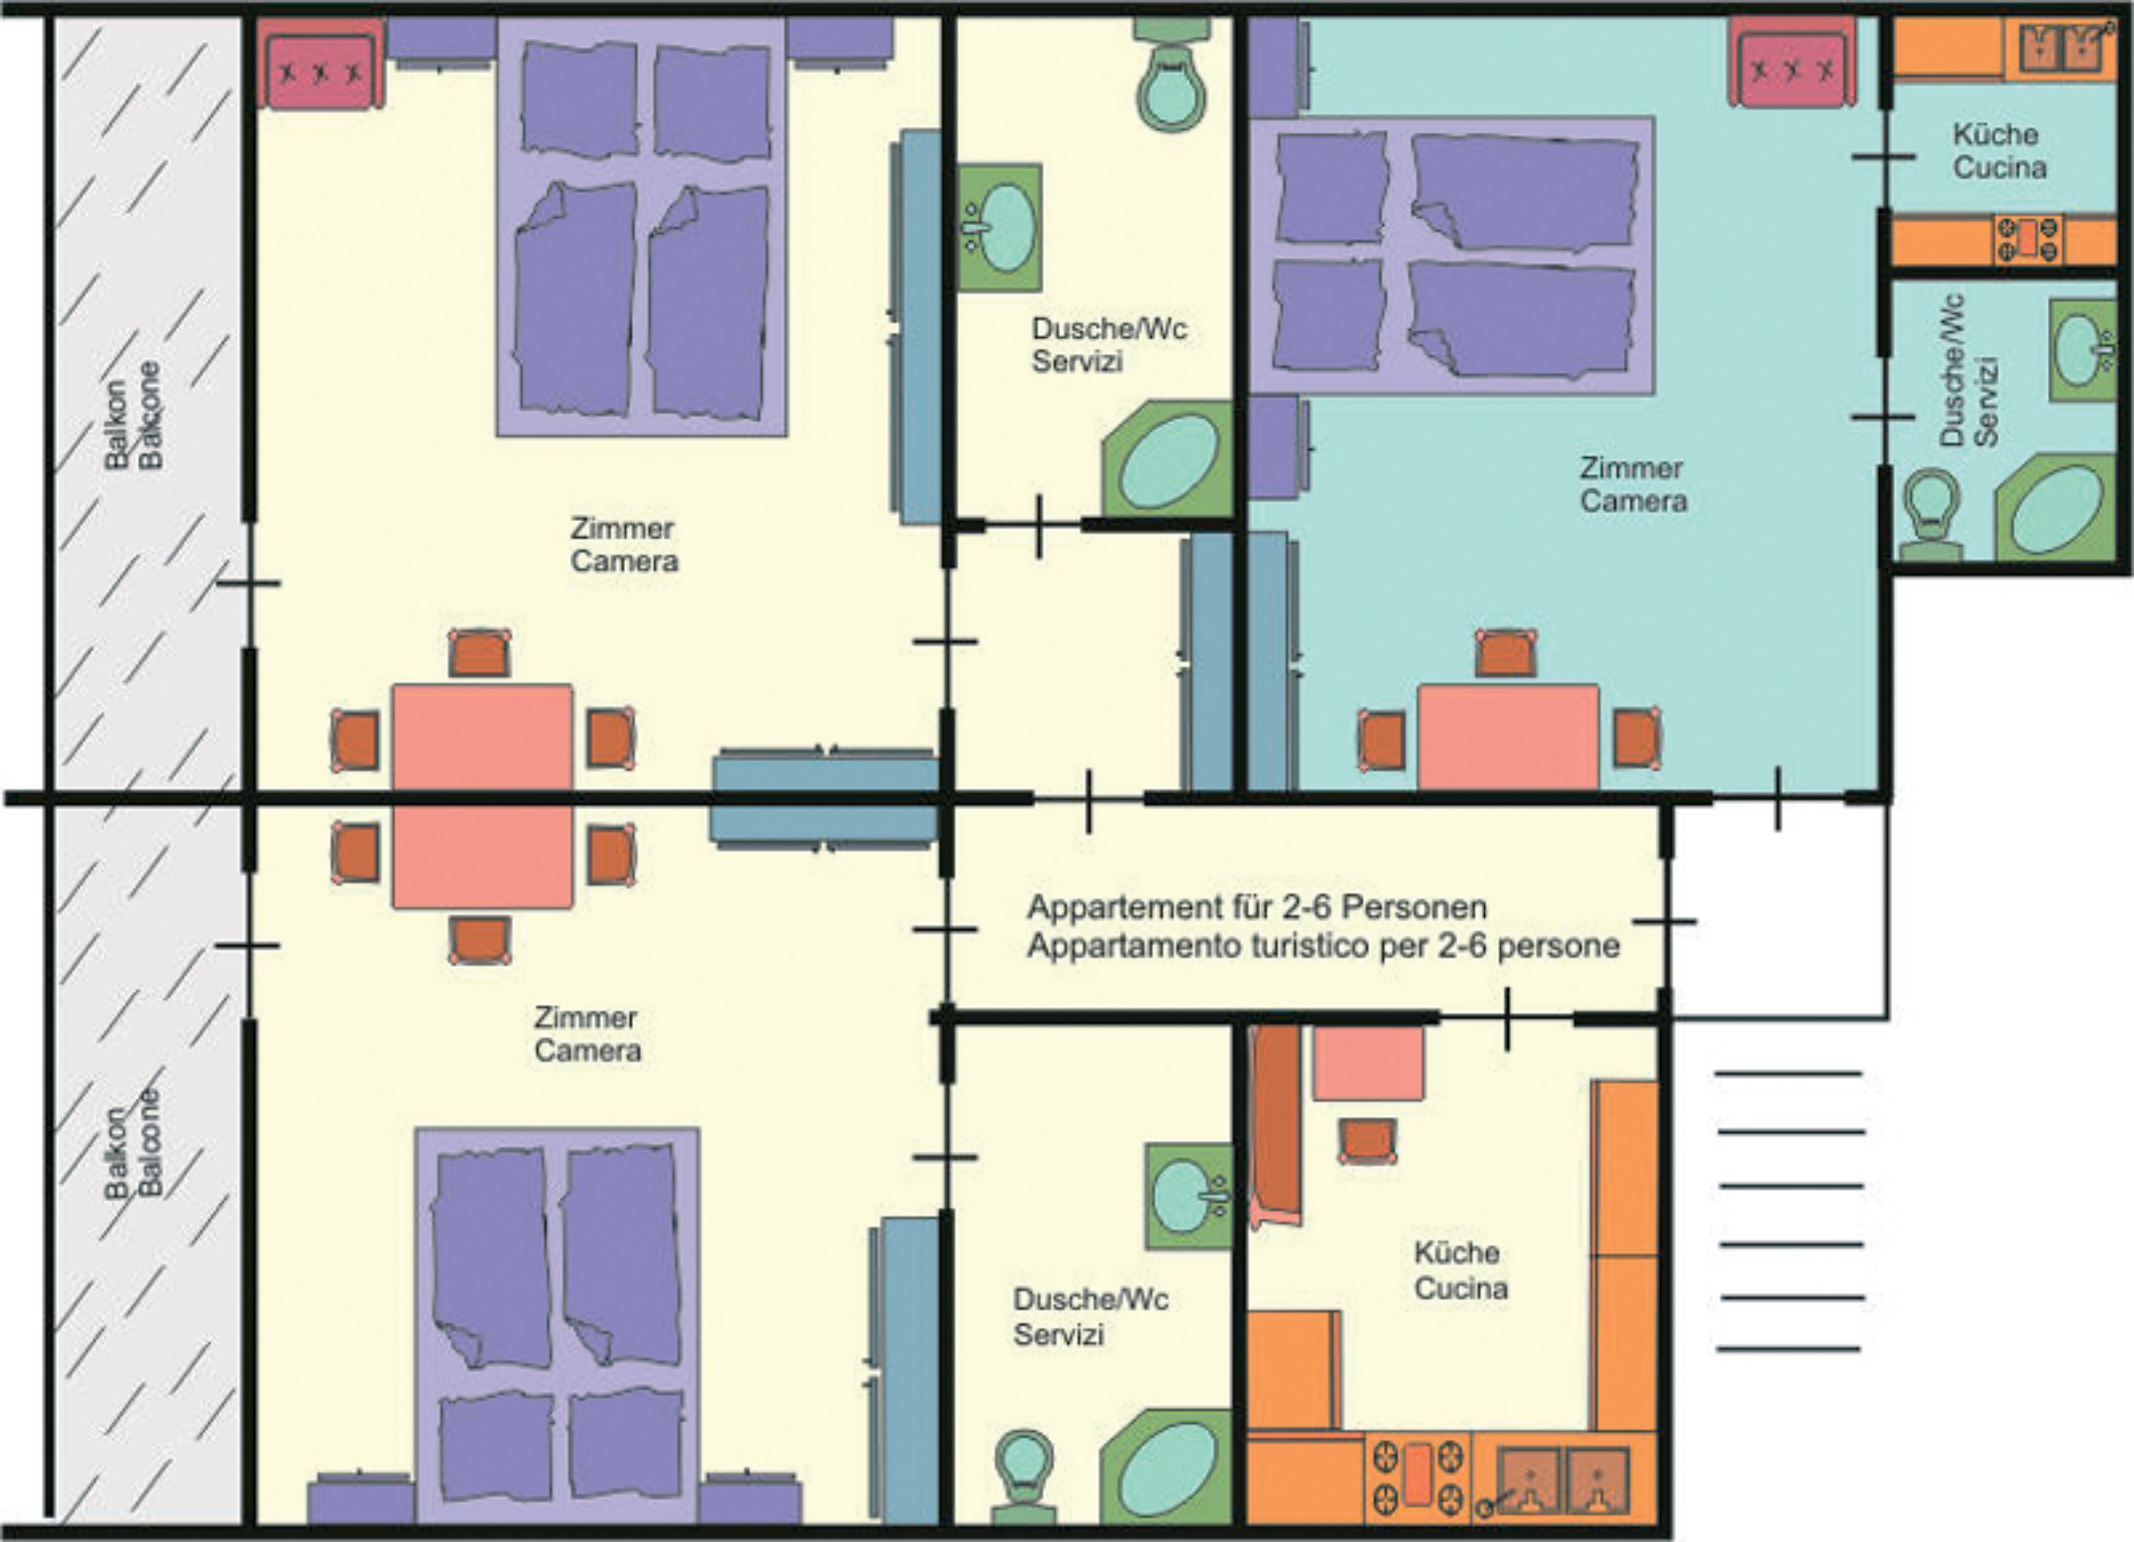 Küche
Cucina
Dusche/Wc
Servizi
Dusche/Wc
Servizi
Balkon
Balcone
Zimmer
Camera
Zimmer
Camera
Appartement für 2-6 Personen
Appartamento turistico per 2-6 persone
Zimmer
Camera
Balkon
Balcone
Küche
Cucina
Dusche/Wc
Servizi